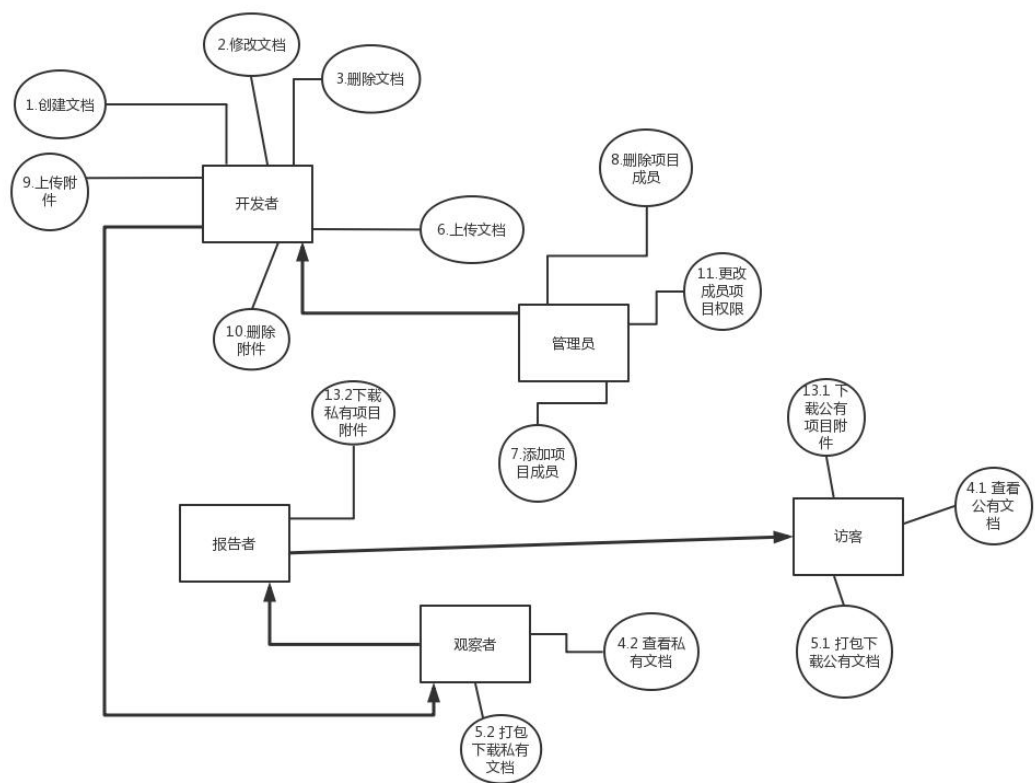 2.修改文档
3.删除文档
1.创建文档
8.删除项目
成员
9.上传附
件
开发者
6.上传文档
11.更改
成员项
目权限
10.删除
附件
管理员
13.2下载
私有项目
附件
13.1 下
载公有
项目附
件
7.添加项
目成员
4.1 查看
公有文
档
报告者
访客
观察者
4.2 查看私
有文档
5.1 打包下
载公有文档
5.2 打包
下载私有
文档